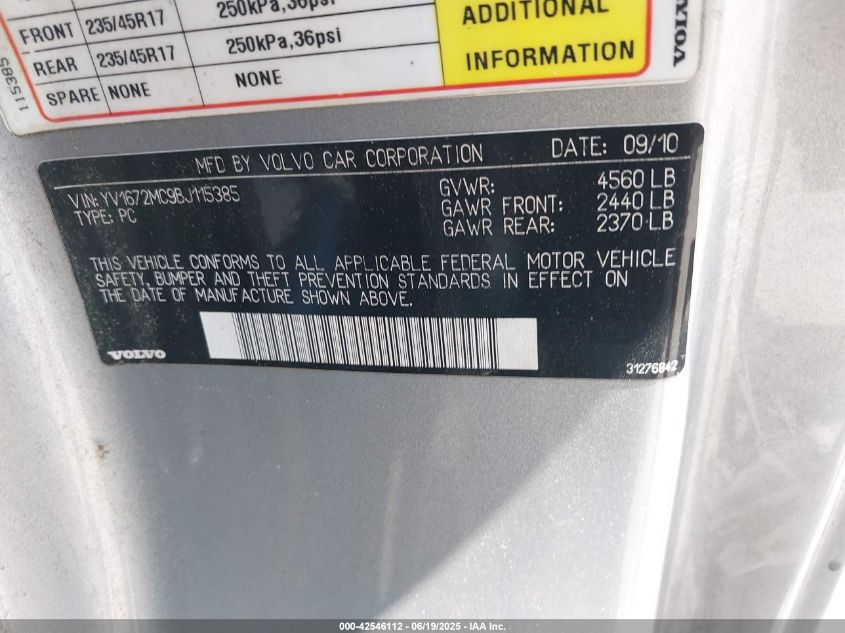 FRONT 235/45R17 250kPa,36psi
REAR 235/45R17 250kPa,36psi
SPARE NONE NONE
ADDITIONAL
INFORMATION
VOLVO
115385
MFD BY VOLVO CAR CORPORATION DATE: 09/10
VIN: YV1672MC9BJ115385
TYPE: PC
GVWR: 4560 LB
GAWR FRONT: 2440 LB
GAWR REAR: 2370 LB
THIS VEHICLE CONFORMS TO ALL APPLICABLE FEDERAL MOTOR VEHICLE
SAFETY, BUMPER AND THEFT PREVENTION STANDARDS IN EFFECT ON
THE DATE OF MANUFACTURE SHOWN ABOVE.
VOLVO
31276842
000-42546112 - 06/19/2025 - IAA Inc.